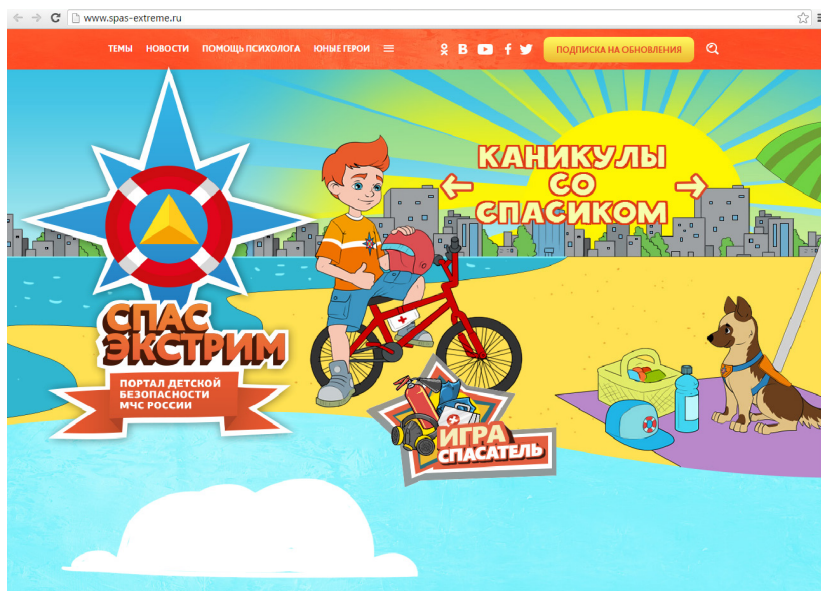 www.spas-extreme.ru
ТЕМЫ НОВОСТИ ПОМОЩЬ ПСИХОЛОГА ЮНЫЕ ГЕРОИ ПОДПИСКА НА ОБНОВЛЕНИЯ
КАНИКУЛЫ
СО
СПАСИКОМ
СПАС
ЭКСТРИМ
ПОРТАЛ ДЕТСКОЙ
БЕЗОПАСНОСТИ
МЧС РОССИИ
ИГРА
СПАСАТЕЛЬ